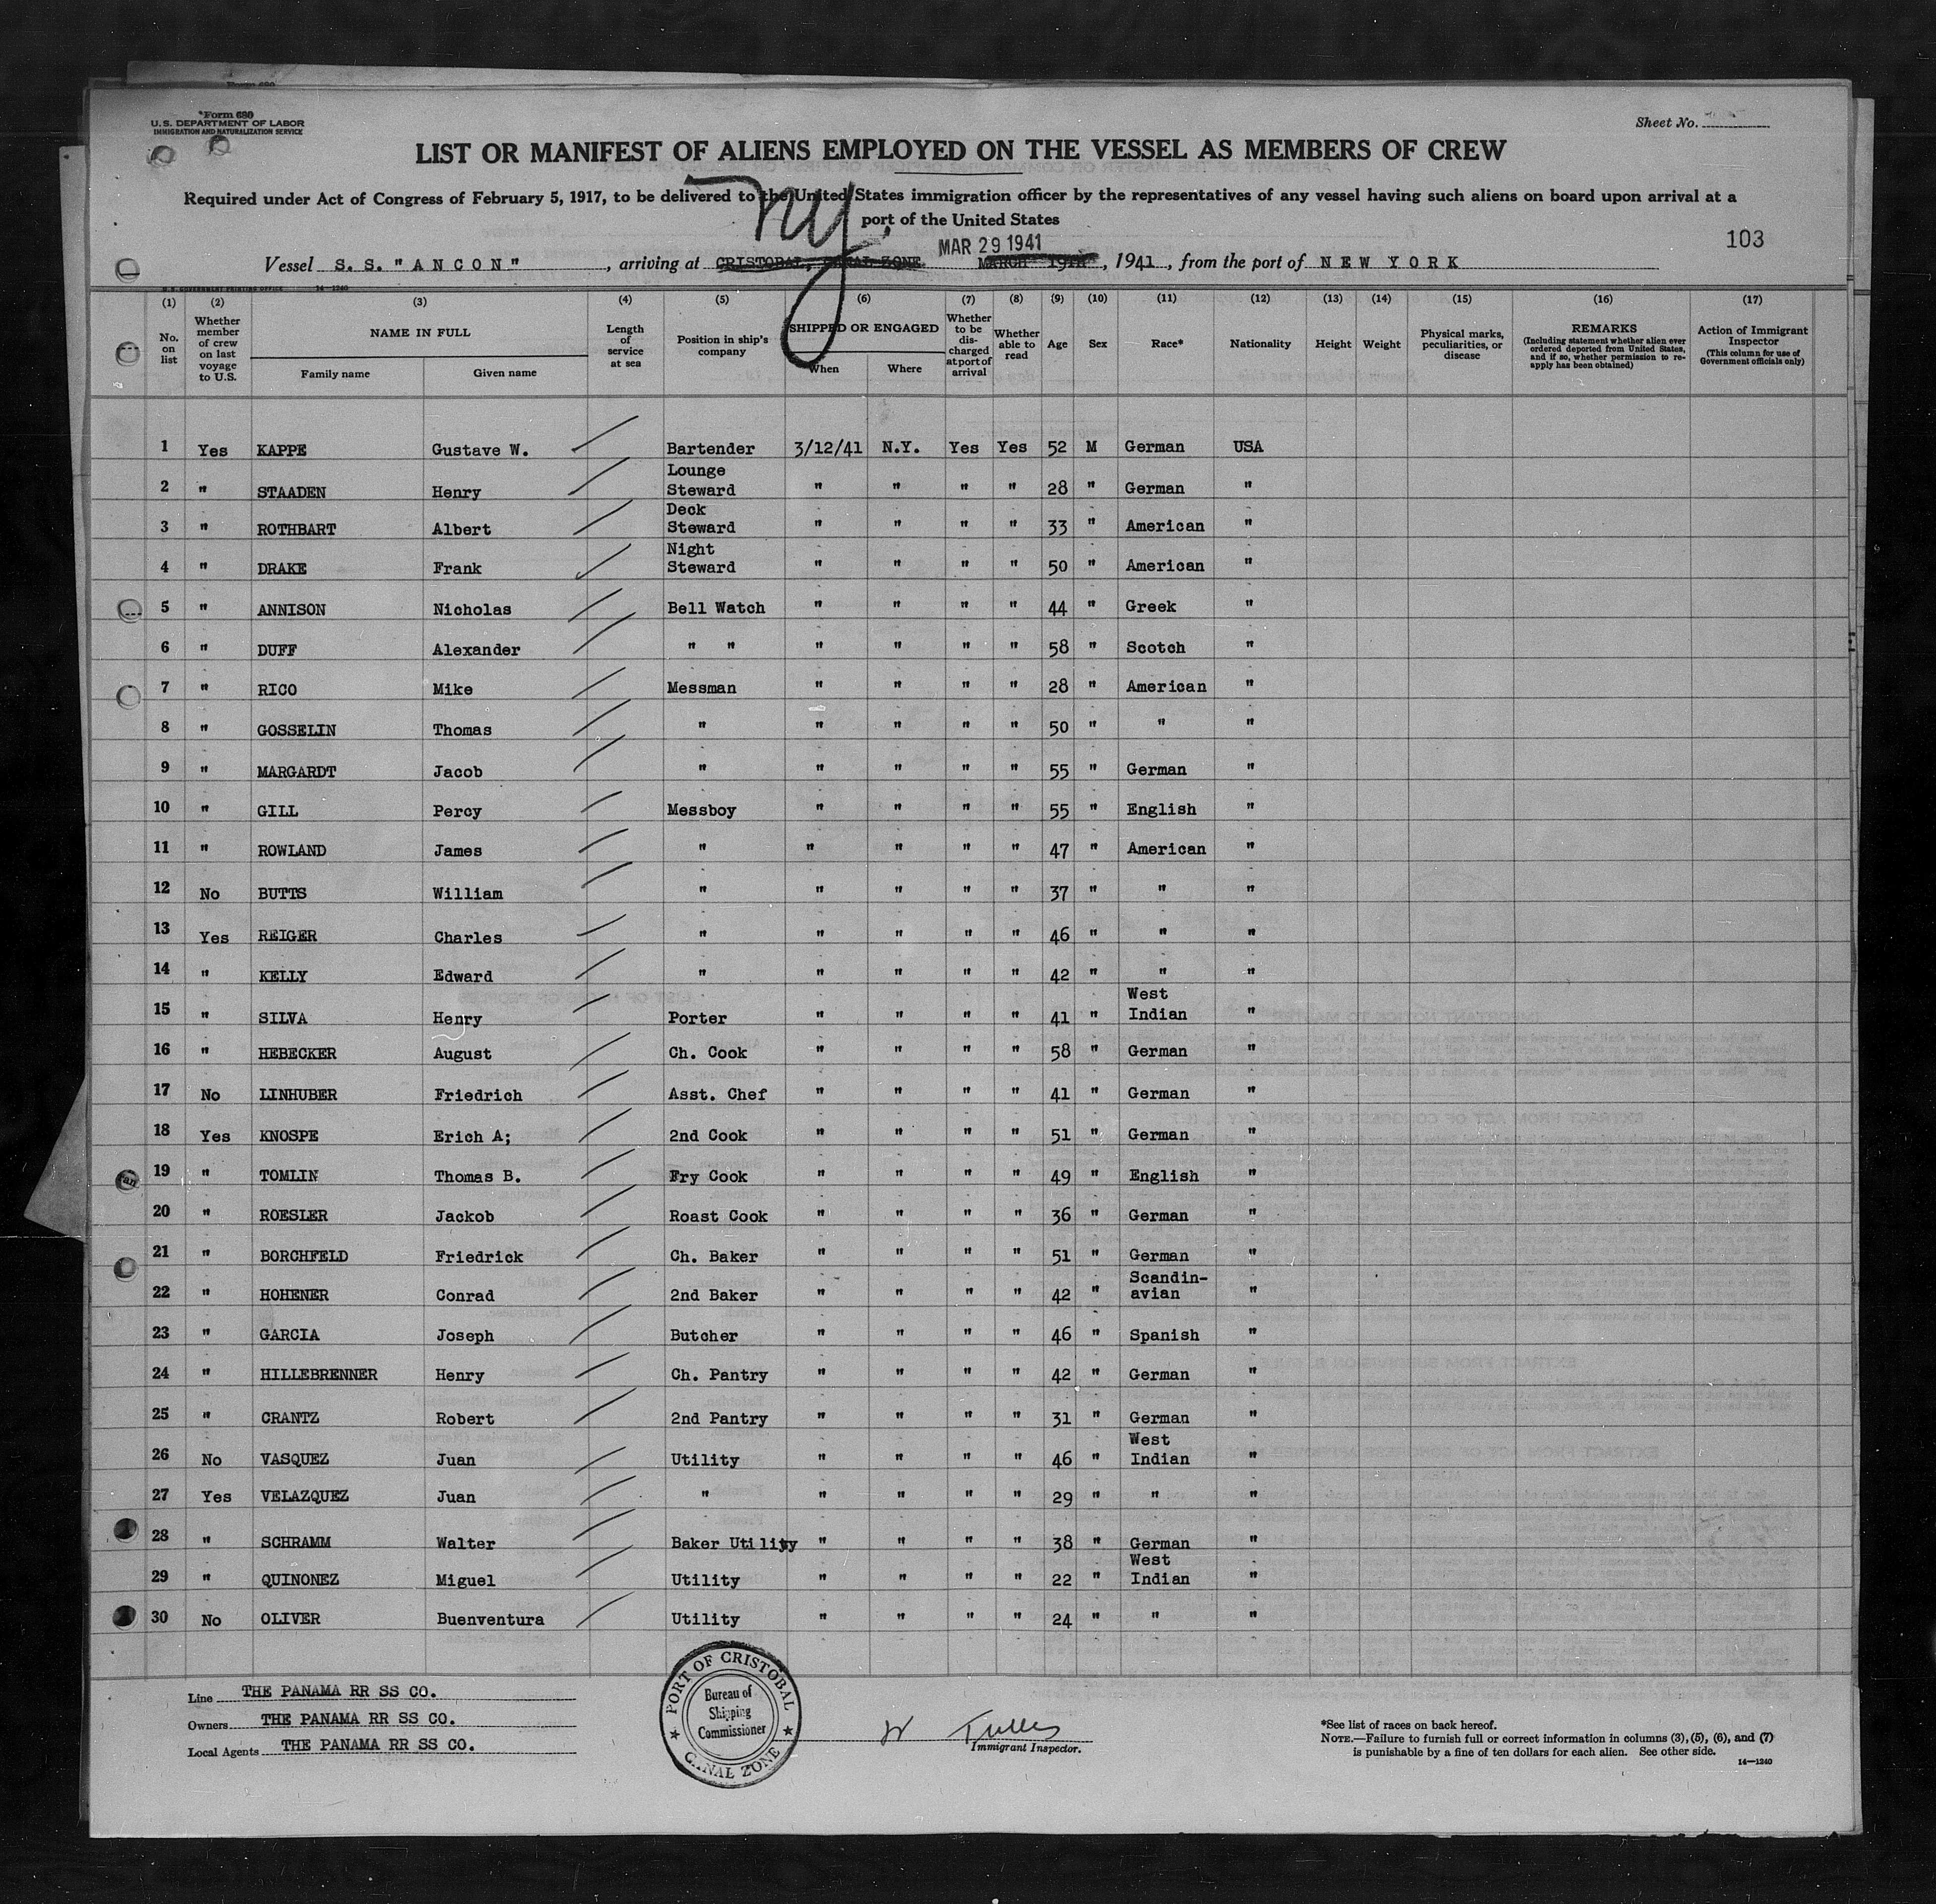 *Form 680
U.S. DEPARTMENT OF LABOR
IMMIGRATION AND NATURALIZATION SERVICE
Sheet No.
LIST OR MANIFEST OF ALIENS EMPLOYED ON THE VESSEL AS MEMBERS OF CREW
Required under Act of Congress of February 5, 1917, to be delivered to the United States immigration officer by the representatives of any vessel having such aliens on board upon arrival at a
port of the United States
ny
MAR 29 1941
103
Vessel S. S. "ANCON", arriving at CRISTOBAL, CANAL ZONE MARCH 19th, 1941, from the port of NEW YORK
U.S. GOVERNMENT PRINTING OFFICE 14-1240
(1) (2) (3) (4) (5) (6) (7) (8) (9) (10) (11) (12) (13) (14) (15) (16) (17)
No. on list
Whether member of crew on last voyage to U.S.
NAME IN FULL
Family name
Given name
Length of service at sea
Position in ship's company
SHIPPED OR ENGAGED
When
Where
Whether to be discharged at port of arrival
Whether able to read
Age
Sex
Race*
Nationality
Height
Weight
Physical marks, peculiarities, or disease
REMARKS
(Including statement whether alien ever ordered deported from United States, and if so, whether permission to reapply has been obtained)
Action of Immigrant Inspector
(This column for use of Government officials only)
1 Yes KAPPE Gustave W. Bartender 3/12/41 N.Y. Yes Yes 52 M German USA
2 " STAADEN Henry Lounge Steward " " " " 28 " German "
3 " ROTHBART Albert Deck Steward " " " " 33 " American "
4 " DRAKE Frank Night Steward " " " " 50 " American "
5 " ANNISON Nicholas Bell Watch " " " " 44 " Greek "
6 " DUFF Alexander " " " " " " 58 " Scotch "
7 " RICO Mike Messman " " " " 28 " American "
8 " GOSSELIN Thomas " " " " " 50 " " "
9 " MARGARDT Jacob " " " " " 55 " German "
10 " GILL Percy Messboy " " " " 55 " English "
11 " ROWLAND James " " " " " 47 " American "
12 No BUTTS William " " " " " 37 " " "
13 Yes REIGER Charles " " " " " 46 " " "
14 " KELLY Edward " " " " " 42 " " "
15 " SILVA Henry Porter " " " " 41 " West Indian "
16 " HEBECKER August Ch. Cook " " " " 58 " German "
17 No LINHUBER Friedrich Asst. Chef " " " " 41 " German "
18 Yes KNOSPE Erich A; 2nd Cook " " " " 51 " German "
19 " TOMLIN Thomas B. Fry Cook " " " " 49 " English "
20 " ROESLER Jackob Roast Cook " " " " 36 " German "
21 " BORCHFELD Friedrick Ch. Baker " " " " 51 " German "
22 " HOHENER Conrad 2nd Baker " " " " 42 " Scandin-avian "
23 " GARCIA Joseph Butcher " " " " 46 " Spanish "
24 " HILLEBRENNER Henry Ch. Pantry " " " " 42 " German "
25 " CRANTZ Robert 2nd Pantry " " " " 31 " German "
26 No VASQUEZ Juan Utility " " " " 46 " West Indian "
27 Yes VELAZQUEZ Juan " " " " " 29 " " "
28 " SCHRAMM Walter Baker Utility " " " " 38 " German "
29 " QUINONEZ Miguel Utility " " " " 22 " West Indian "
30 No OLIVER Buenventura Utility " " " " 24 " " "
Line THE PANAMA RR SS CO.
Owners THE PANAMA RR SS CO.
Local Agents THE PANAMA RR SS CO.
PORT OF CRISTOBAL
Bureau of
Shipping
Commissioner
CANAL ZONE
Immigrant Inspector.
*See list of races on back hereof.
NOTE.—Failure to furnish full or correct information in columns (3), (5), (6), and (7)
is punishable by a fine of ten dollars for each alien. See other side.
14—1240